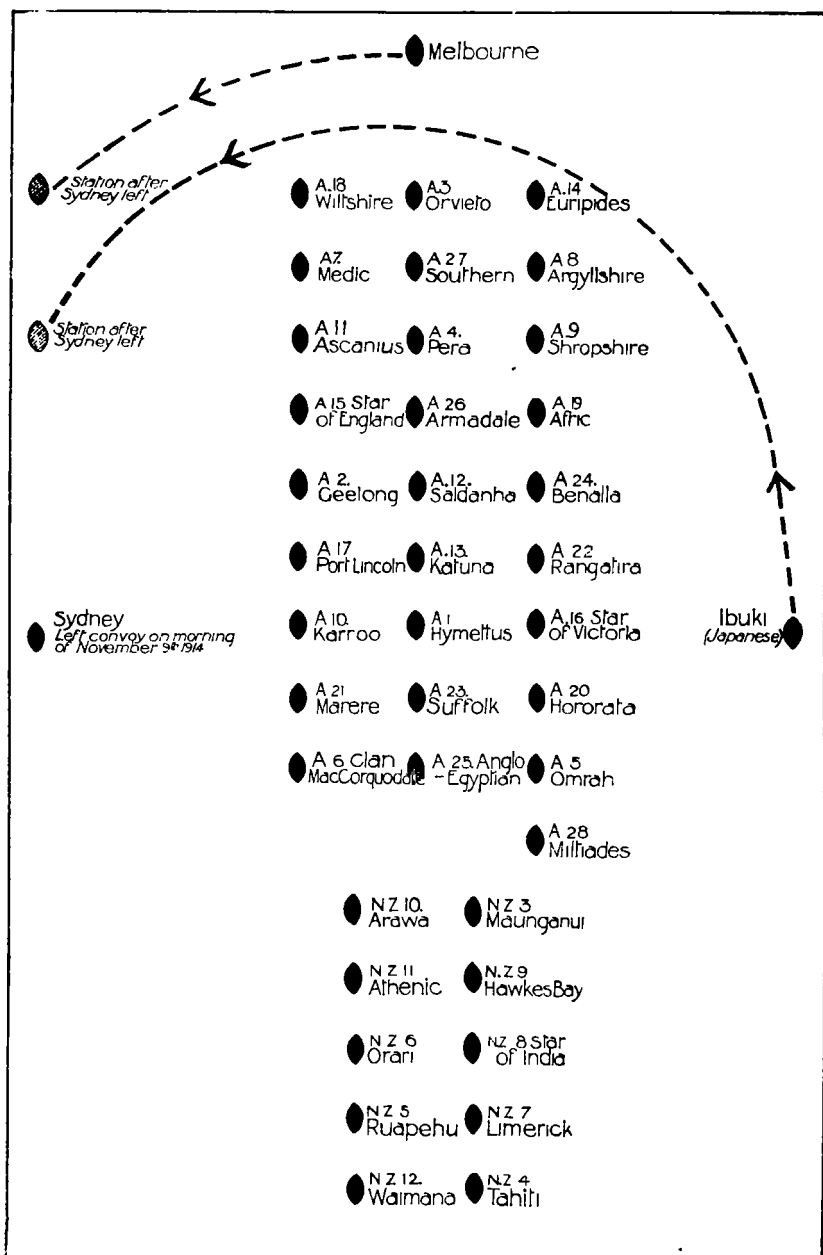 Melbourne
Station after
Sydney left
A.18
Wiltshire
A.3
Orvieto
A.14
Euripides
A7.
Medic
A 27
Southern
A 8
Argyllshire
Station after
Sydney left
A 11
Ascanius
A 4.
Pera
A.9
Shropshire
A 15 Star
of England
A 26
Armadale
A 19
Afric
A 2.
Geelong
A.12.
Saldanha
A 24.
Benalla
A 17
Port Lincoln
A.13.
Katuna
A 22
Rangatira
Sydney
Left convoy on morning
of November 9th 1914
A 10.
Karroo
A 1
Hymettus
A.16 Star
of Victoria
Ibuki
(Japanese)
A 21
Marere
A 23.
Suffolk
A 20
Hororata
A 6 Clan
MacCorquodale
A 25. Anglo
-Egyptian
A 5
Omrah
A 28
Miltiades
N Z 10.
Arawa
N Z 3
Maunganui
N Z 11
Athenic
N.Z 9
Hawkes Bay
N Z 6
Orari
N.Z 8 Star
of India
N Z 5
Ruapehu
N Z 7
Limerick
N Z 12.
Waimana
N.Z 4
Tahiti